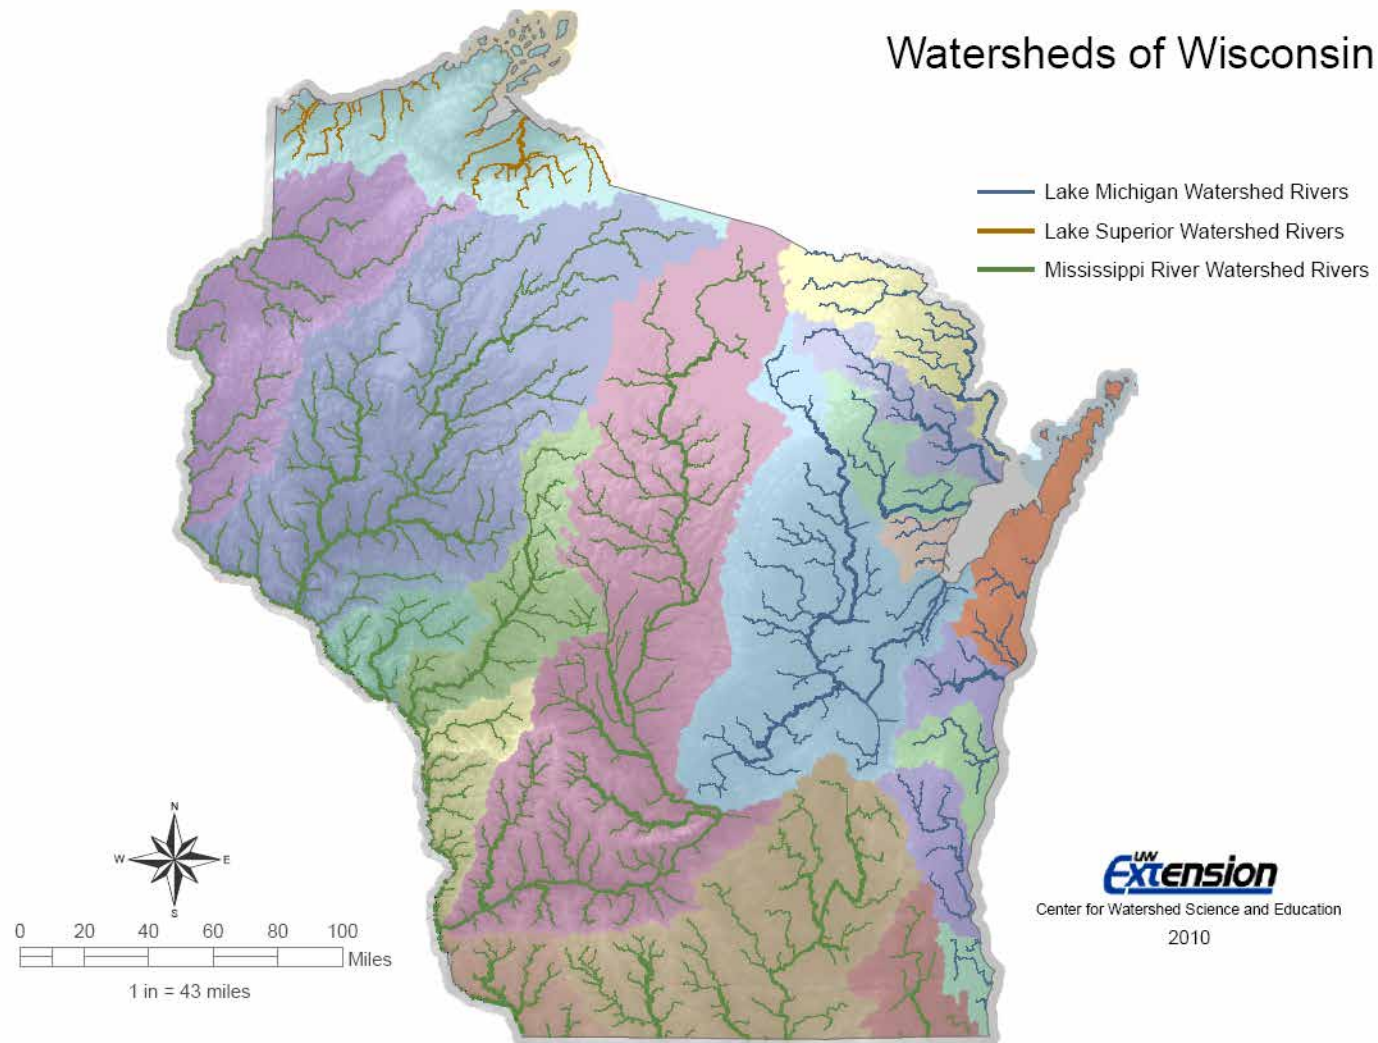 Watersheds of Wisconsin
Lake Michigan Watershed Rivers
Lake Superior Watershed Rivers
Mississippi River Watershed Rivers
N
W
E
S
0 20 40 60 80 100
Miles
1 in = 43 miles
UW
Extension
Center for Watershed Science and Education
2010